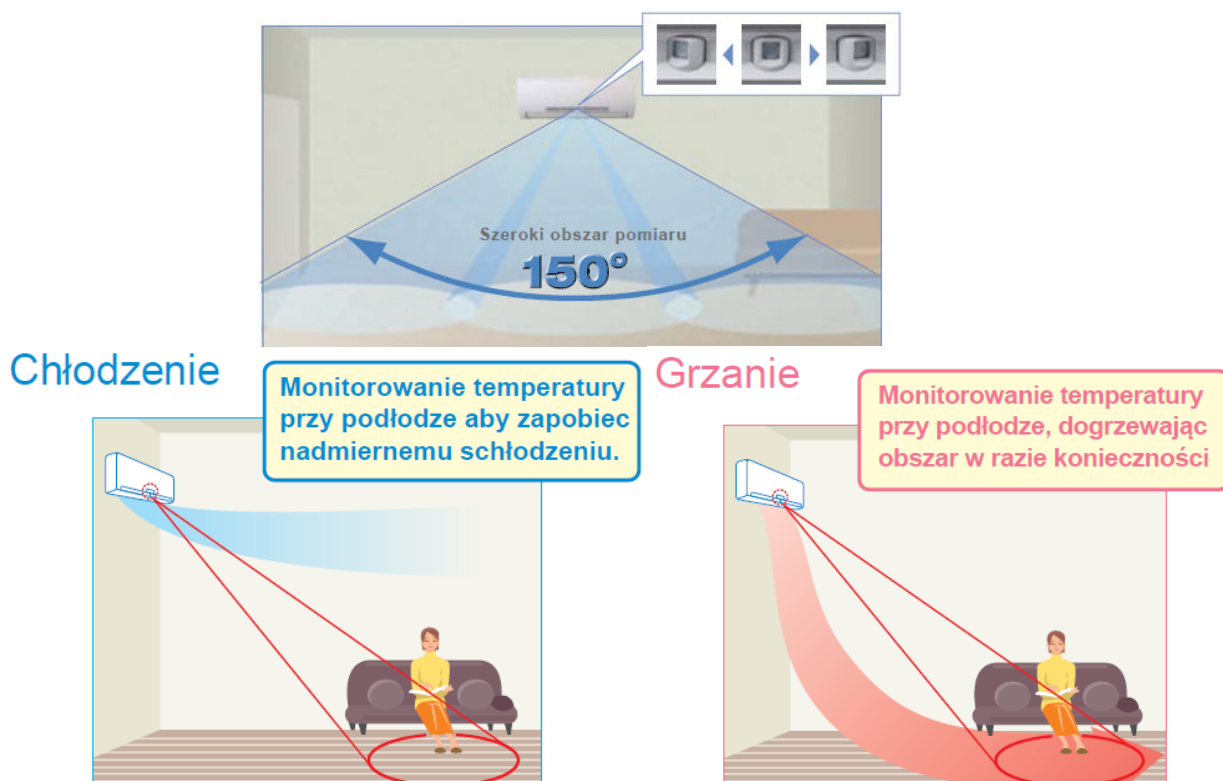 Szeroki obszar pomiaru
150°
Chłodzenie
Monitorowanie temperatury
przy podłodze aby zapobiec
nadmiernemu schłodzeniu.
Grzanie
Monitorowanie temperatury
przy podłodze, dogrzewając
obszar w razie konieczności